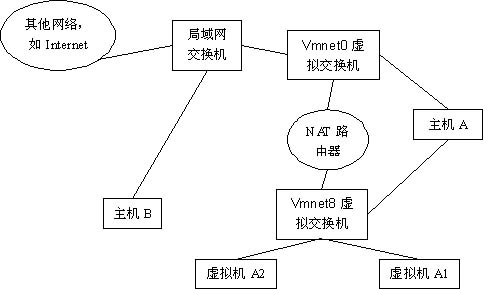 其他网络，
如 Internet
局域网
交换机
Vmnet0 虚
拟交换机
NAT 路
由器
主机 A
主机 B
Vmnet8 虚
拟交换机
虚拟机 A2
虚拟机 A1